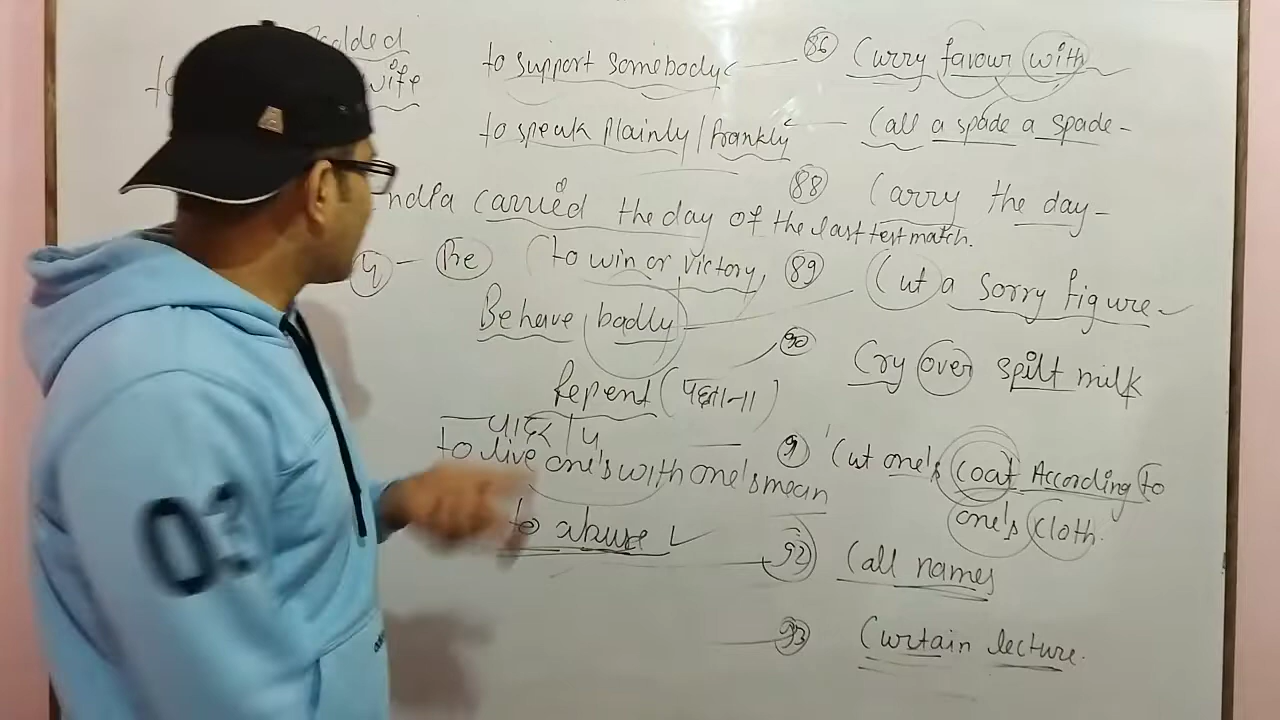 to support somebody 86 Curry favour with
to speak plainly/frankly Call a spade a spade -
88 Carry the day -
India carried the day of the last test match.
Be (to win or victory, 89 Cut a sorry figure -
Behave badly
90 Cry over spilt milk
Repent (पछताना)
to live one's with one's mean 91 Cut one's coat According to
one's cloth.
to abuse 92 Call names
93 Curtain lecture.
03